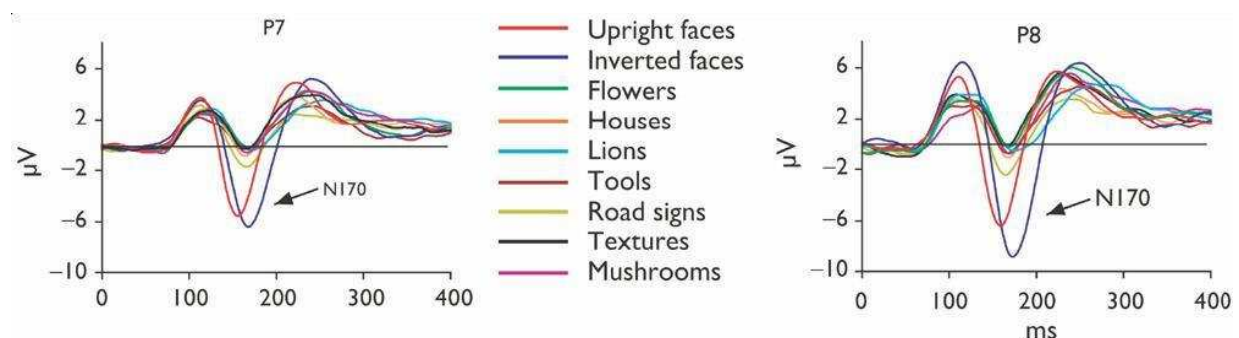 P7
6
2
−2
−6
−10
μV
0 100 200 300 400
N170
Upright faces
Inverted faces
Flowers
Houses
Lions
Tools
Road signs
Textures
Mushrooms
P8
6
2
−2
−6
−10
μV
0 100 200 300 400
ms
N170